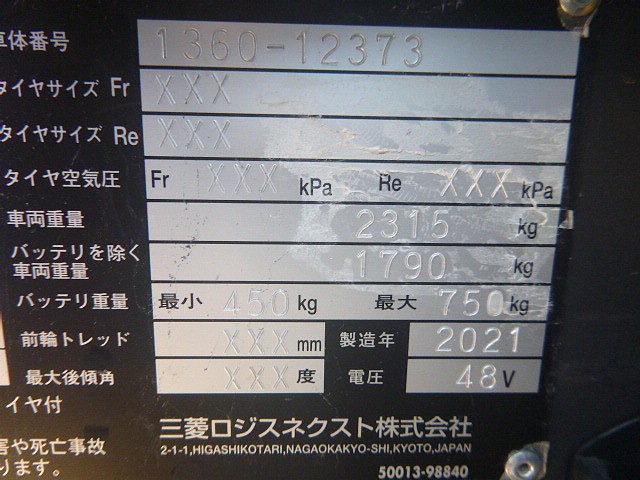 車体番号 1360-12373
タイヤサイズ Fr XXX
タイヤサイズ Re XXX
タイヤ空気圧 Fr XXX kPa Re XXX kPa
車両重量 2315 kg
バッテリを除く
車両重量 1790 kg
バッテリ重量 最小 450 kg 最大 750 kg
前輪トレッド XXX mm 製造年 2021
最大後傾角 XXX 度 電圧 48 V
イヤ付
三菱ロジスネクスト株式会社
害や死亡事故
2-1-1,HIGASHIKOTARI,NAGAOKAKYO-SHI,KYOTO,JAPAN
ります。
50013-98840